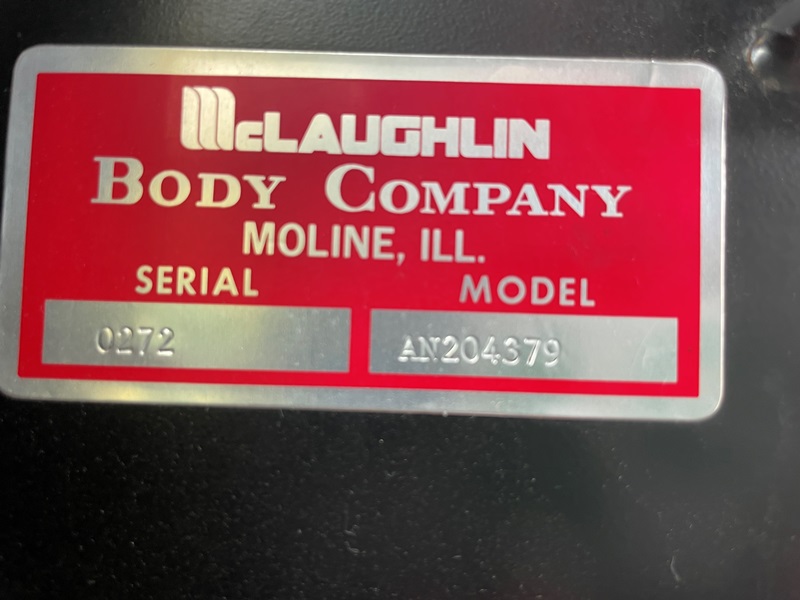 McLAUGHLIN
BODY COMPANY
MOLINE, ILL.
SERIAL MODEL
0272 AN204379